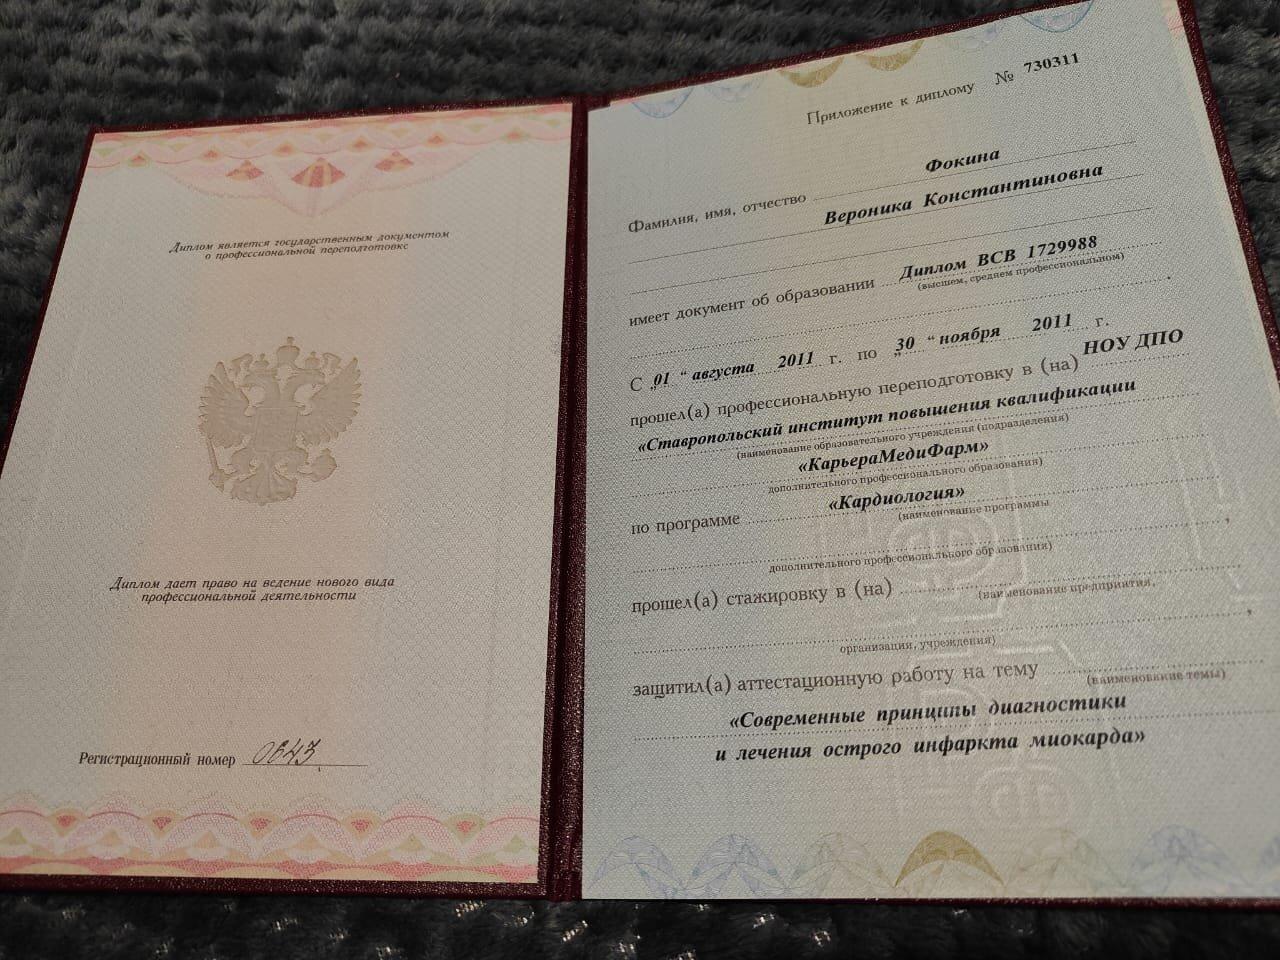 Диплом является государственным документом
о профессиональной переподготовке
Диплом дает право на ведение нового вида
профессиональной деятельности
Регистрационный номер 0643
Приложение к диплому № 730311
Фамилия, имя, отчество Фокина
Вероника Константиновна
имеет документ об образовании Диплом ВСВ 1729988
(высшем, среднем профессиональном)
С „01 “ августа 2011 г. по „30 “ ноября 2011 г.
прошел(а) профессиональную переподготовку в (на) НОУ ДПО
«Ставропольский институт повышения квалификации
(наименование образовательного учреждения (подразделения)
«КарьераМедиФарм»
дополнительного профессионального образования)
по программе «Кардиология»
(наименование программы
дополнительного профессионального образования)
прошел(а) стажировку в (на)
(наименование предприятия,
организации, учреждения)
защитил(а) аттестационную работу на тему
(наименование темы)
«Современные принципы диагностики
и лечения острого инфаркта миокарда»